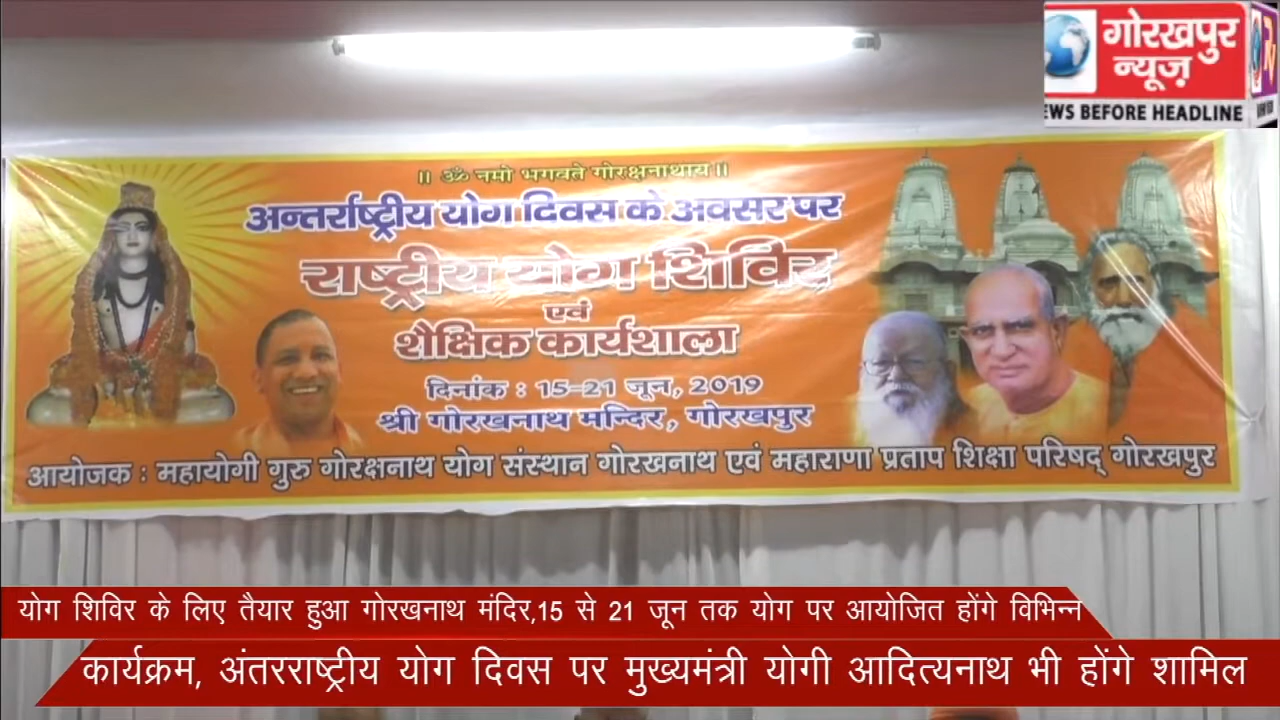 गोरखपुर
न्यूज़
EWS BEFORE HEADLINE
॥ ॐ नमो भगवते गोरक्षनाथाय ॥
अन्तर्राष्ट्रीय योग दिवस के अवसर पर
राष्ट्रीय योग शिविर
एवं
शैक्षिक कार्यशाला
दिनांक : 15-21 जून, 2019
श्री गोरखनाथ मन्दिर, गोरखपुर
आयोजक : महायोगी गुरु गोरक्षनाथ योग संस्थान गोरखनाथ एवं महाराणा प्रताप शिक्षा परिषद् गोरखपुर
योग शिविर के लिए तैयार हुआ गोरखनाथ मंदिर,15 से 21 जून तक योग पर आयोजित होंगे विभिन्न
कार्यक्रम, अंतरराष्ट्रीय योग दिवस पर मुख्यमंत्री योगी आदित्यनाथ भी होंगे शामिल